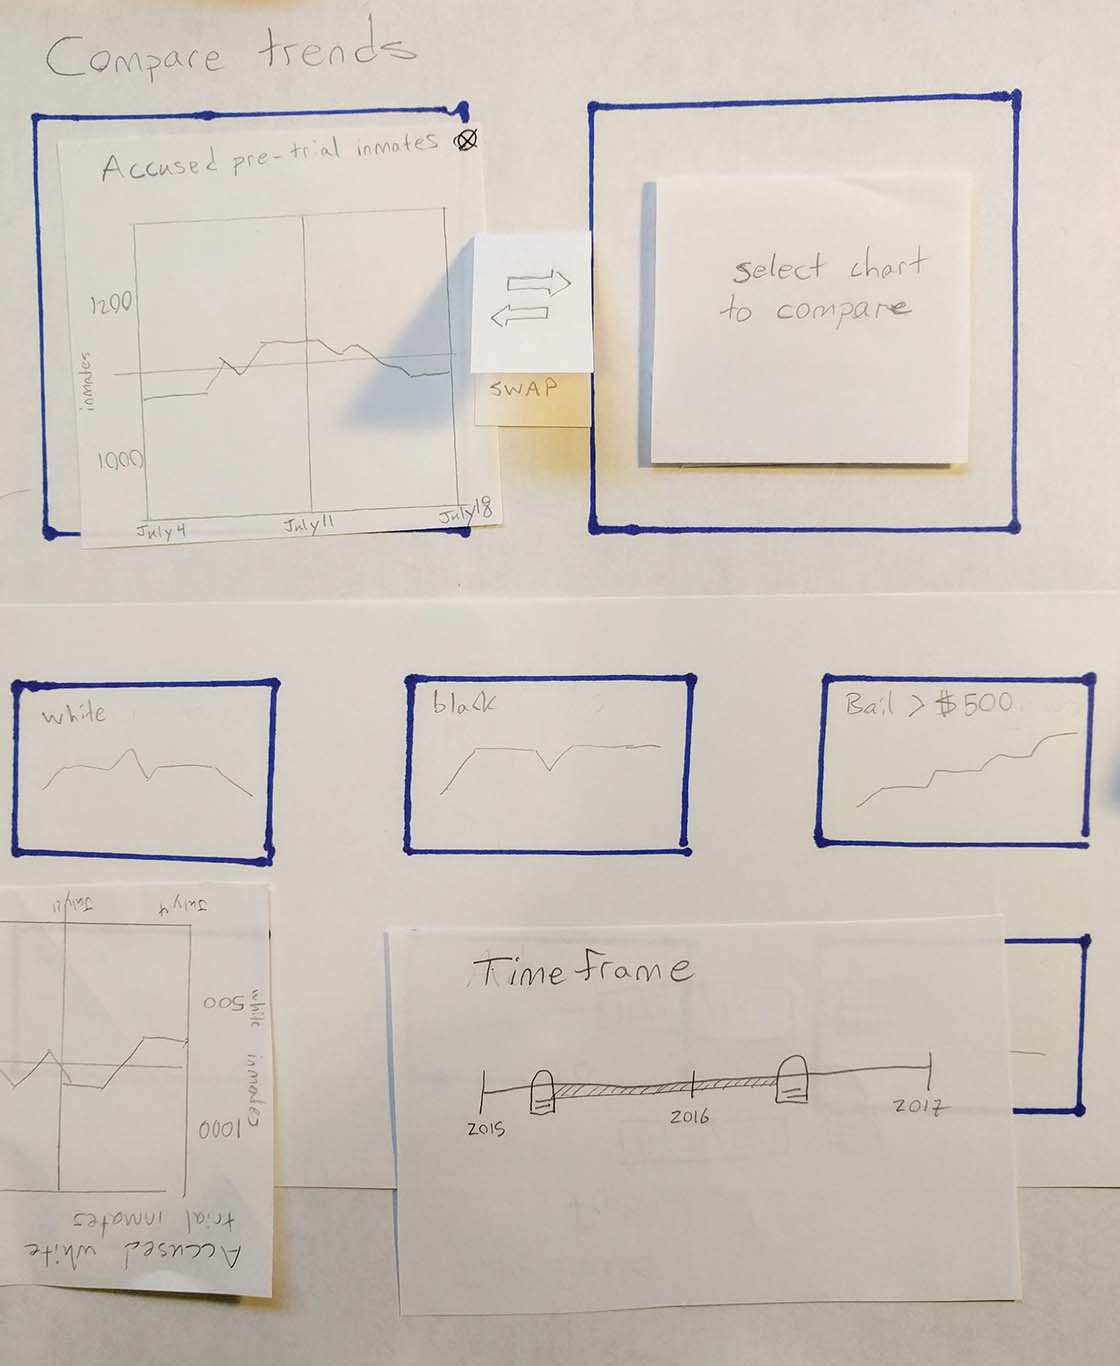 Compare trends
Accused pre-trial inmates
1200
inmates
1000
July 4
July 11
July 18
SWAP
select chart
to compare
white
black
Bail > $500
July 11
July 4
500
white inmates
1000
Accused white
trial inmates
Time frame
2015
2016
2017